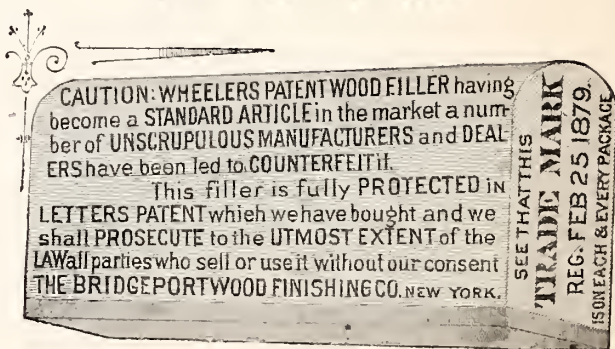 CAUTION: WHEELERS PATENT WOOD FILLER having
become a STANDARD ARTICLE in the market a num-
ber of UNSCRUPULOUS MANUFACTURERS and DEAL-
ERS have been led to COUNTERFEIT it.
This filler is fully PROTECTED IN
LETTERS PATENT which we have bought and we
shall PROSECUTE to the UTMOST EXTENT of the
LAW all parties who sell or use it without our consent
THE BRIDGEPORT WOOD FINISHING CO. NEW YORK.
SEE THAT THIS
TRADE MARK
REG. FEB 25 1879.
IS ON EACH & EVERY PACKAGE